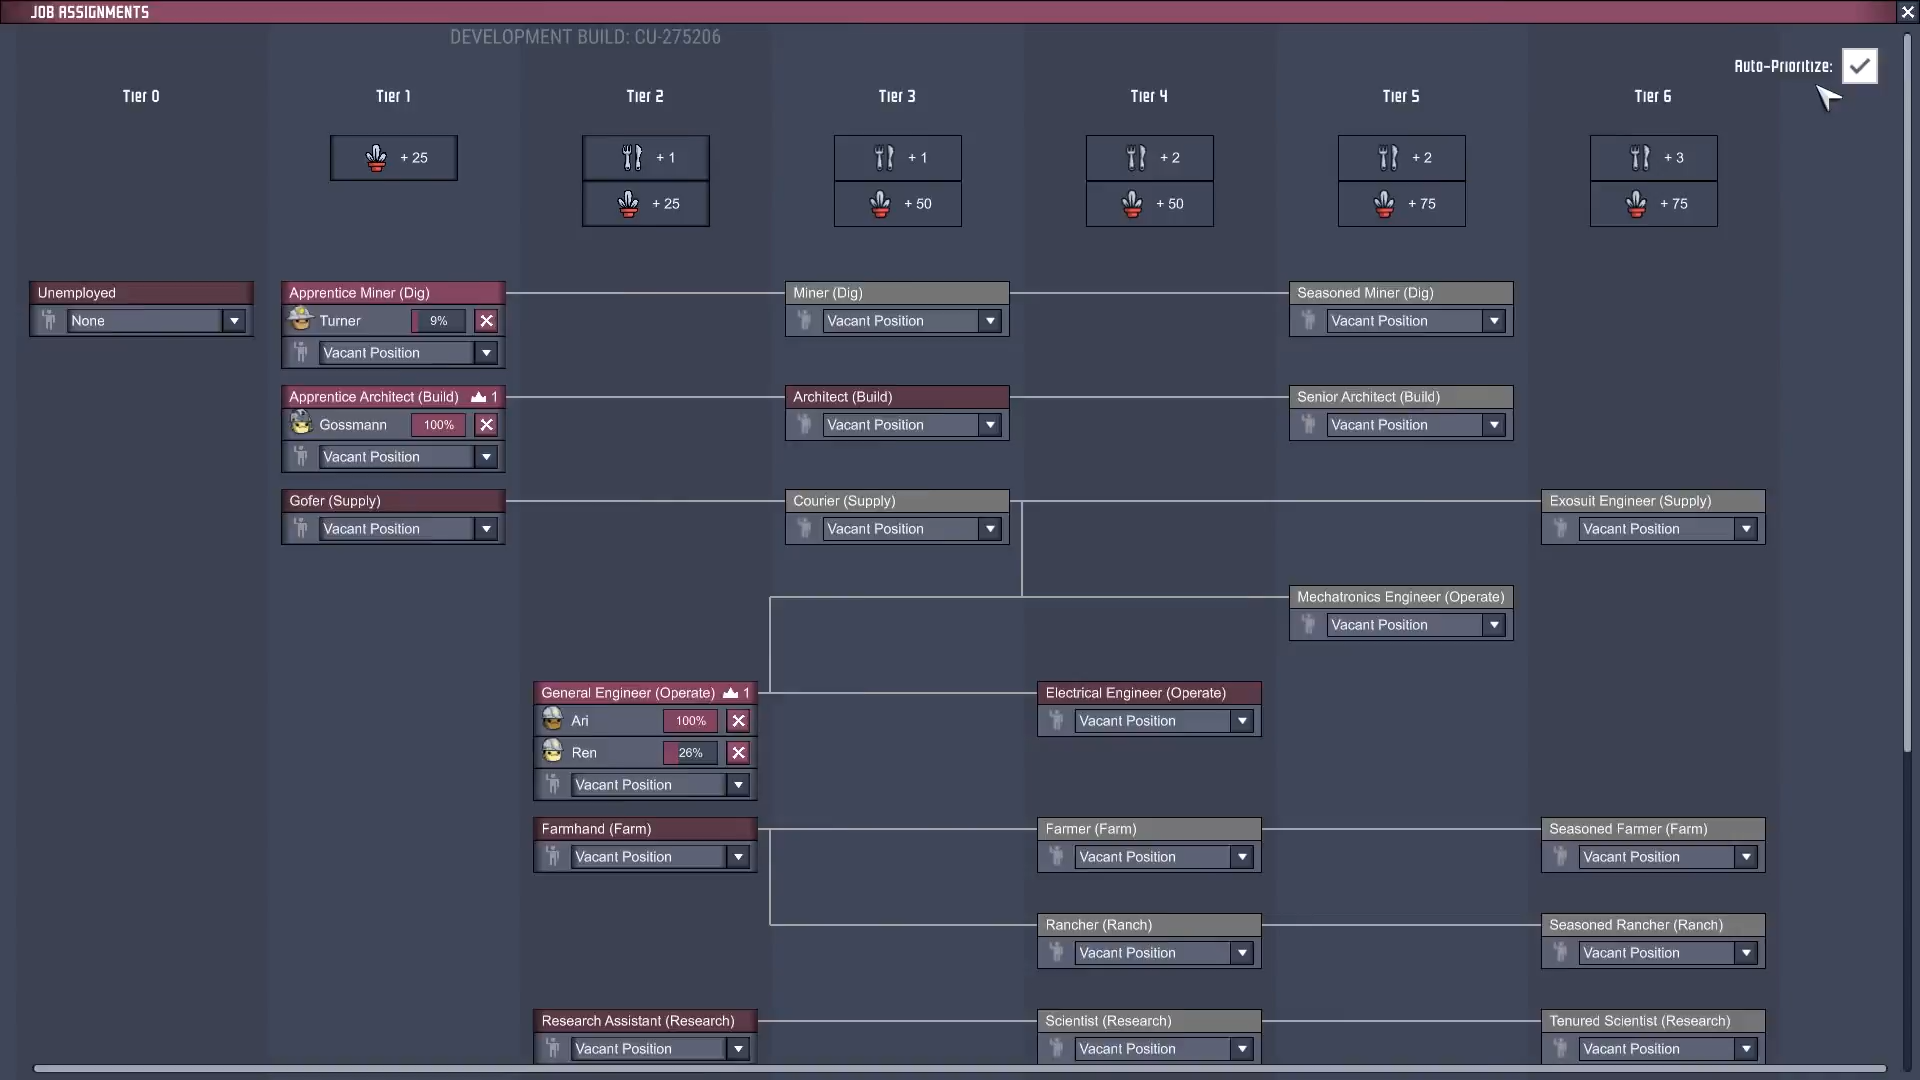 JOB ASSIGNMENTS
DEVELOPMENT BUILD: CU-275206
Auto-Prioritize:
Tier 0 Tier 1 Tier 2 Tier 3 Tier 4 Tier 5 Tier 6
+ 25 + 1 + 1 + 2 + 2 + 3
+ 25 + 50 + 50 + 75 + 75
Unemployed Apprentice Miner (Dig) Miner (Dig) Seasoned Miner (Dig)
None Turner 9% Vacant Position Vacant Position
Vacant Position
Apprentice Architect (Build) 1 Architect (Build) Senior Architect (Build)
Gossmann 100% Vacant Position Vacant Position
Vacant Position
Gofer (Supply) Courier (Supply) Exosuit Engineer (Supply)
Vacant Position Vacant Position Vacant Position
Mechatronics Engineer (Operate)
Vacant Position
General Engineer (Operate) 1 Electrical Engineer (Operate)
Ari 100% Vacant Position
Ren 26%
Vacant Position
Farmhand (Farm) Farmer (Farm) Seasoned Farmer (Farm)
Vacant Position Vacant Position Vacant Position
Rancher (Ranch) Seasoned Rancher (Ranch)
Vacant Position Vacant Position
Research Assistant (Research) Scientist (Research) Tenured Scientist (Research)
Vacant Position Vacant Position Vacant Position